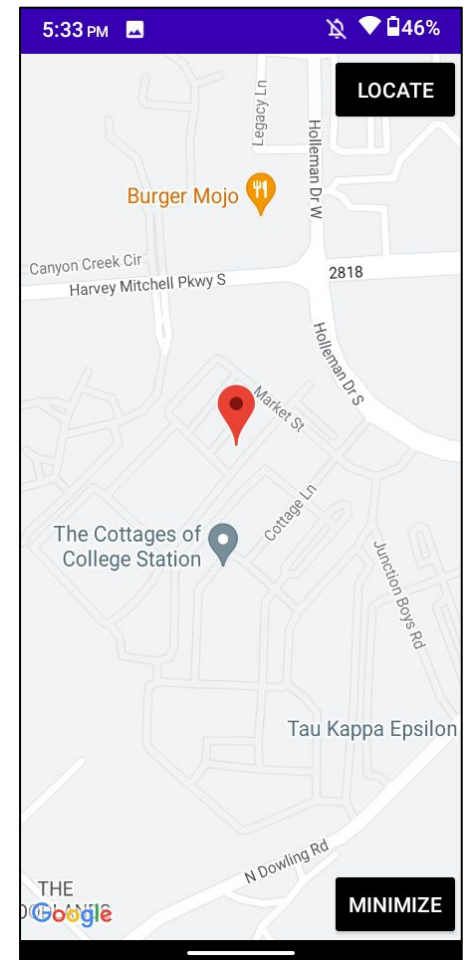 5:33 PM 46%
LOCATE
Legacy Ln
Holleman Dr W
Burger Mojo
Canyon Creek Cir
Harvey Mitchell Pkwy S
2818
Holleman Dr S
Market St
Cottage Ln
The Cottages of
College Station
Junction Boys Rd
Tau Kappa Epsilon
N Dowling Rd
THE
Google
MINIMIZE